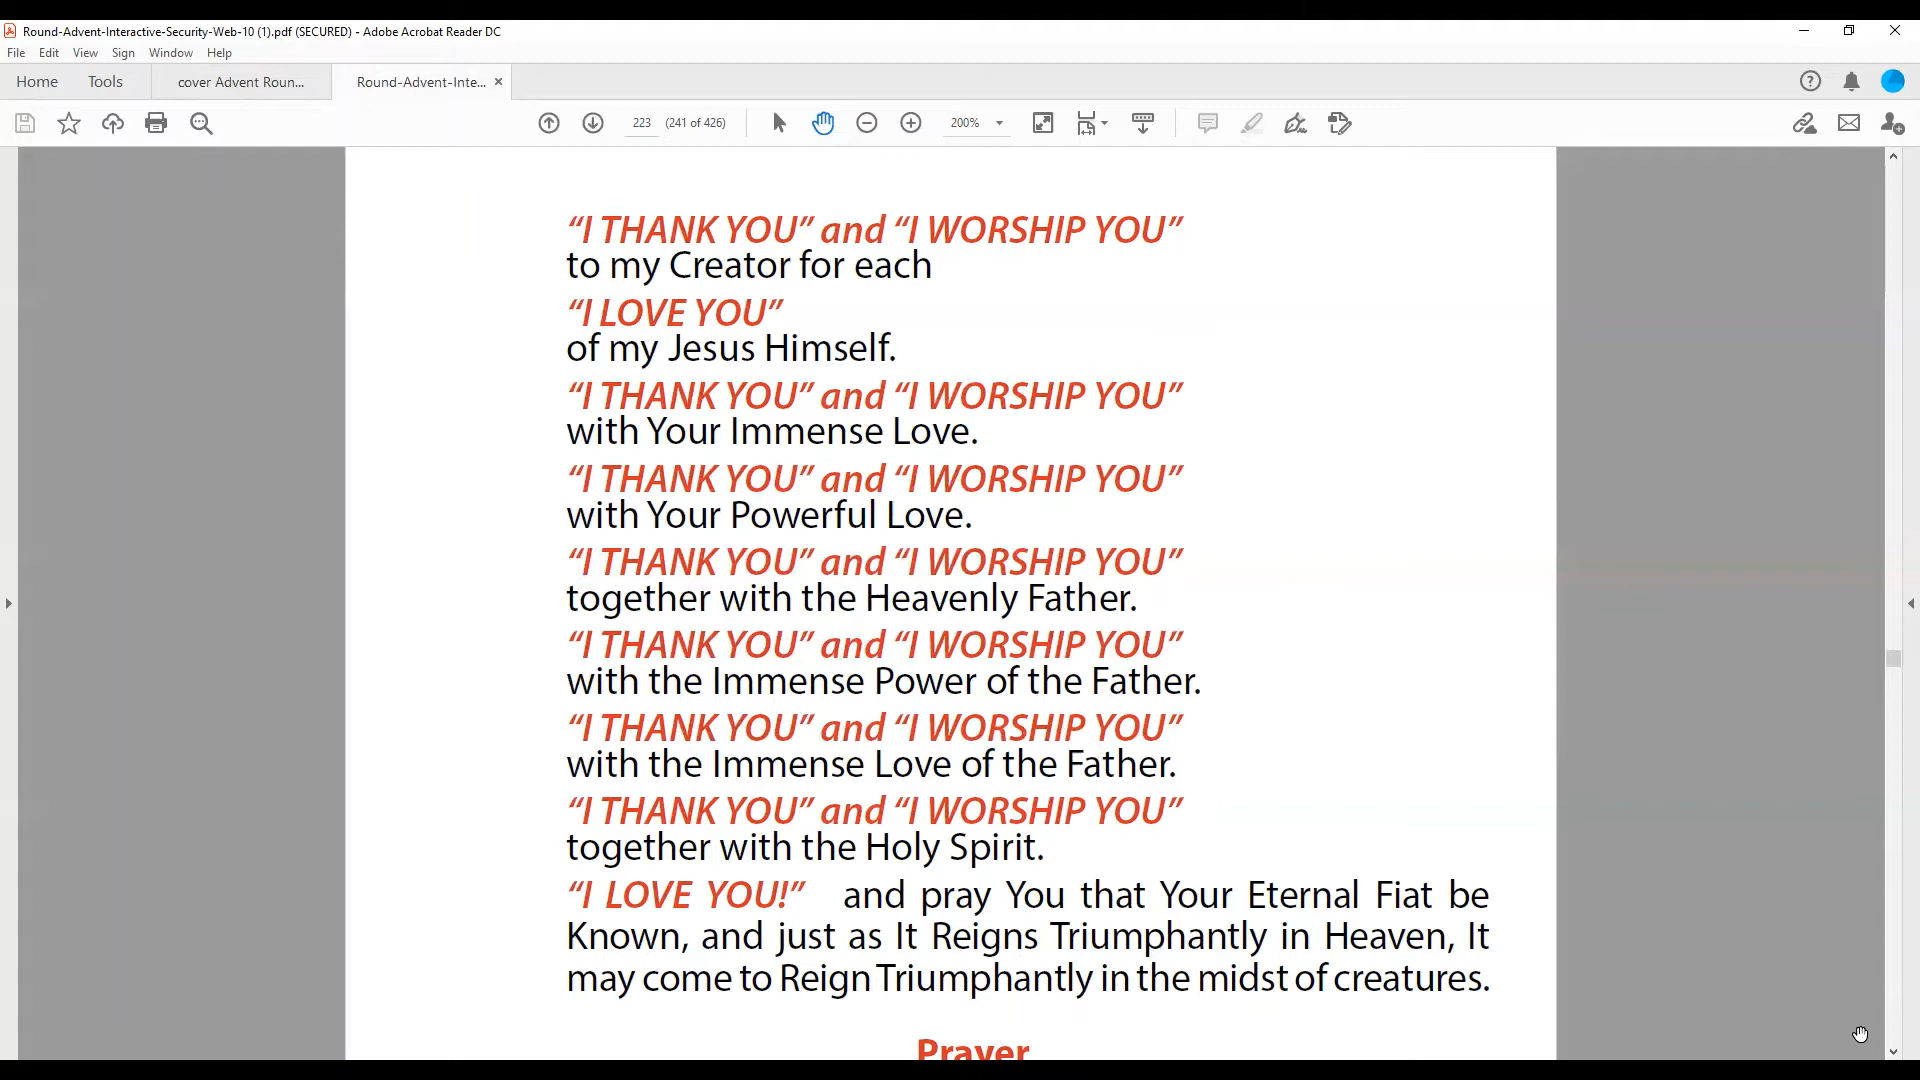 Round-Advent-Interactive-Security-Web-10 (1).pdf (SECURED) - Adobe Acrobat Reader DC
File Edit View Sign Window Help
Home Tools cover Advent Roun... Round-Advent-Inte... ×
223 (241 of 426) 200%
“I THANK YOU” and “I WORSHIP YOU”
to my Creator for each
“I LOVE YOU”
of my Jesus Himself.
“I THANK YOU” and “I WORSHIP YOU”
with Your Immense Love.
“I THANK YOU” and “I WORSHIP YOU”
with Your Powerful Love.
“I THANK YOU” and “I WORSHIP YOU”
together with the Heavenly Father.
“I THANK YOU” and “I WORSHIP YOU”
with the Immense Power of the Father.
“I THANK YOU” and “I WORSHIP YOU”
with the Immense Love of the Father.
“I THANK YOU” and “I WORSHIP YOU”
together with the Holy Spirit.
“I LOVE YOU!” and pray You that Your Eternal Fiat be
Known, and just as It Reigns Triumphantly in Heaven, It
may come to Reign Triumphantly in the midst of creatures.
Prayer